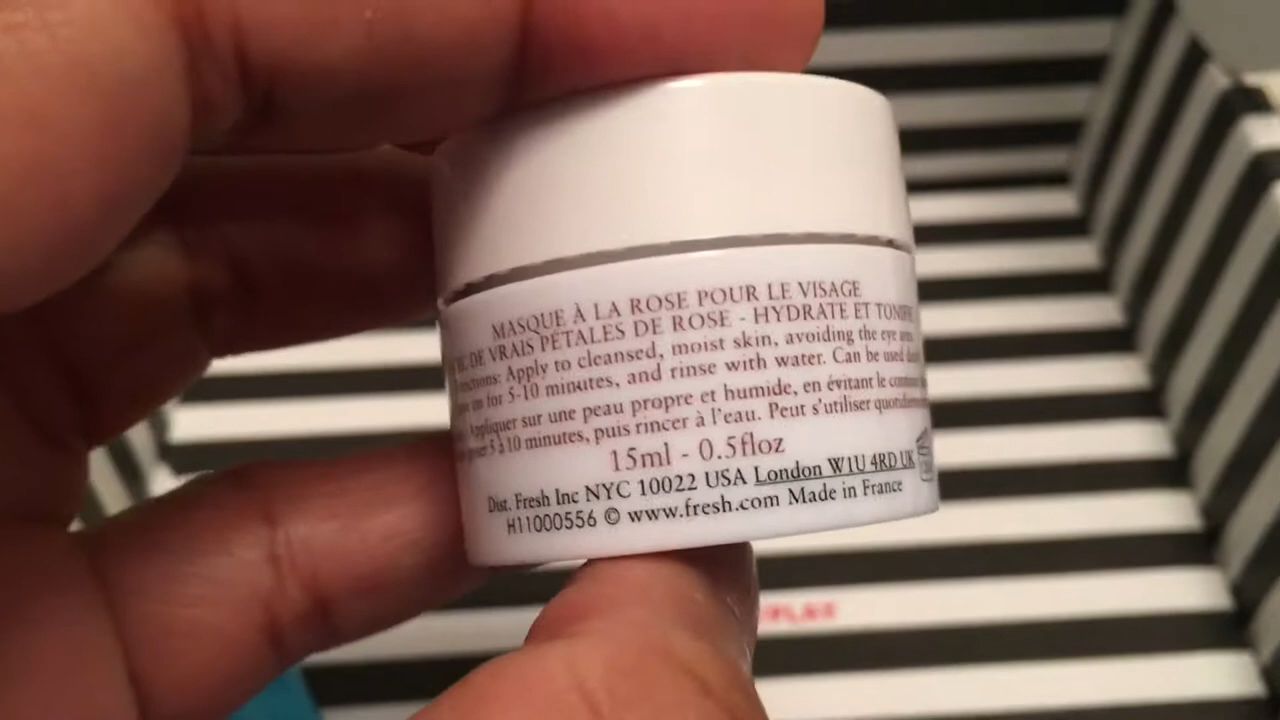 MASQUE À LA ROSE POUR LE VISAGE
DE VRAIS PÉTALES DE ROSE - HYDRATE ET
Apply to cleansed, moist skin, avoiding the eye
for 5-10 minutes, and rinse with water. Can be used
Appliquer sur une peau propre et humide, en évitant le
5 à 10 minutes, puis rincer à l'eau. Peut s'utiliser
15ml - 0.5floz
Dist. Fresh Inc NYC 10022 USA London W1U 4RD UK
H11000556 © www.fresh.com Made in France